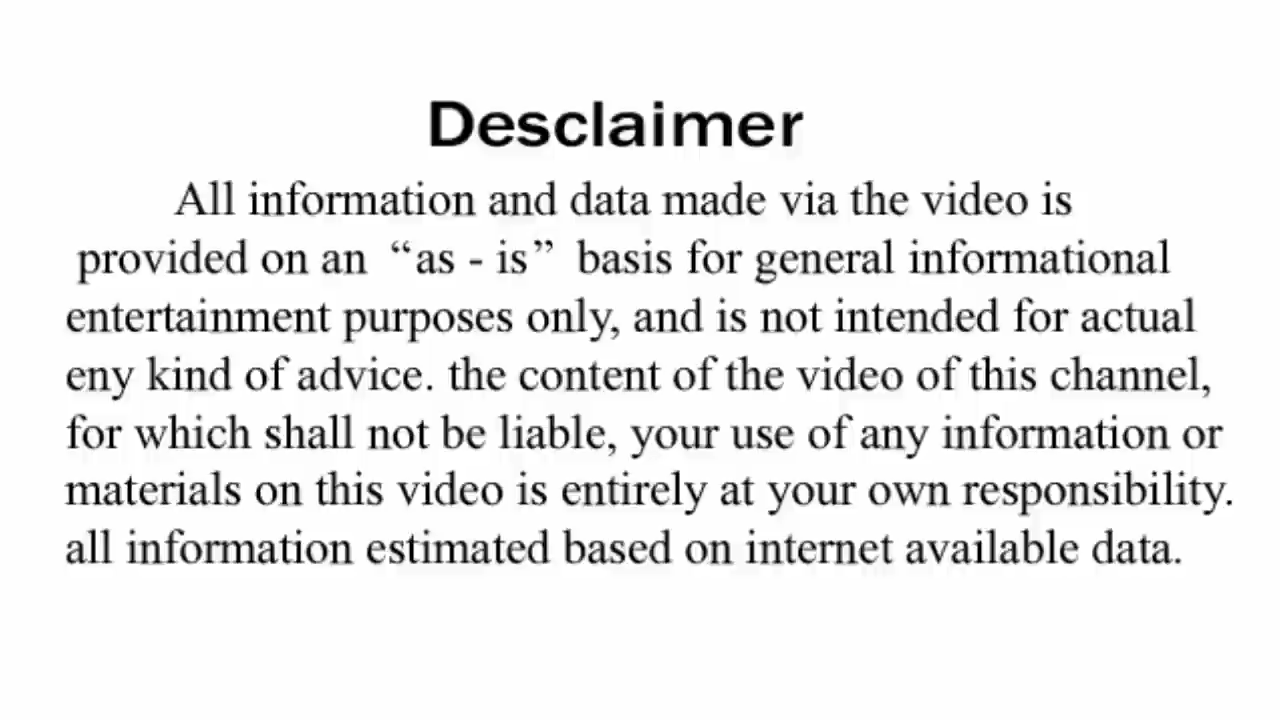 Desclaimer
All information and data made via the video is
provided on an “as - is” basis for general informational
entertainment purposes only, and is not intended for actual
eny kind of advice. the content of the video of this channel,
for which shall not be liable, your use of any information or
materials on this video is entirely at your own responsibility.
all information estimated based on internet available data.